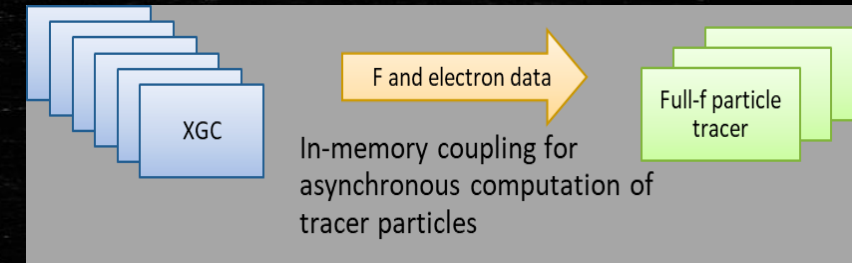 XGC
F and electron data
Full-f particle
tracer
In-memory coupling for
asynchronous computation of
tracer particles